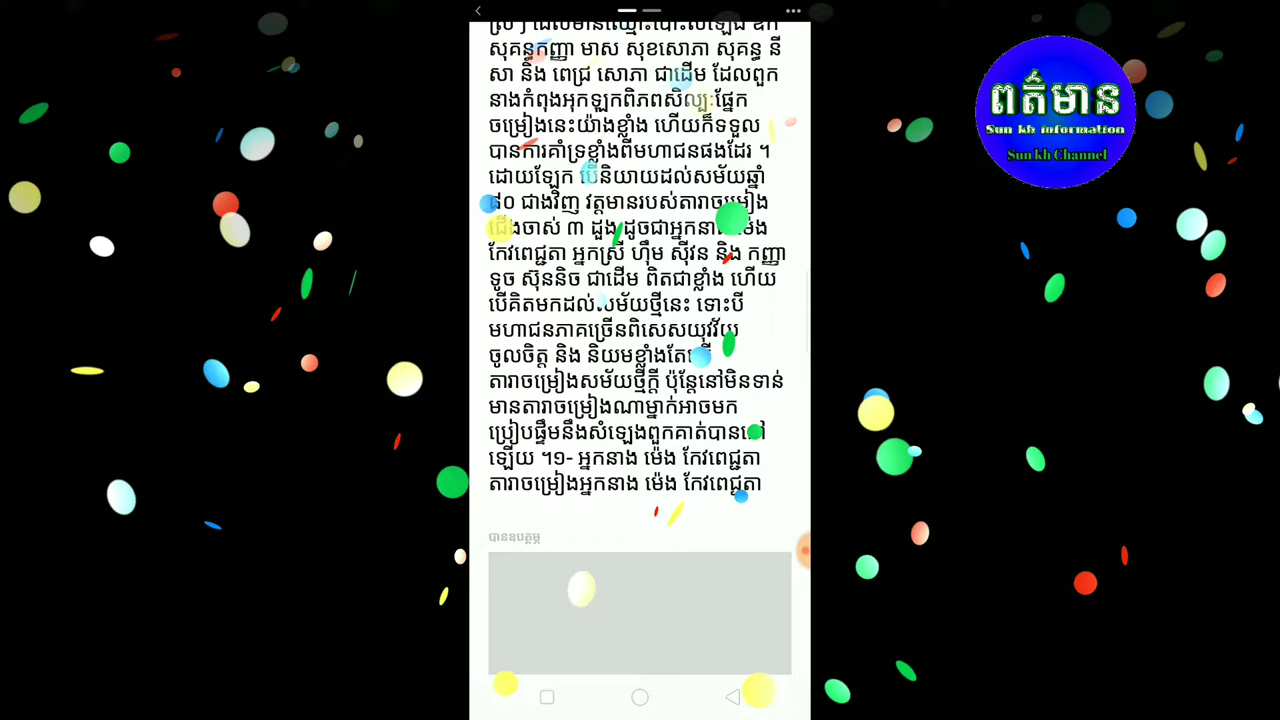 សុគន្ធកញ្ញា មាស សុខសោភា សុគន្ធ នី
សា និង ពេជ្រ សោភា ជាដើម ដែលពួក
នាងកំពុងអុកឡុកពិភពសិល្បៈផ្នែក
ចម្រៀងនេះយ៉ាងខ្លាំង ហើយក៏ទទួល
បានការគាំទ្រខ្លាំងពីមហាជនផងដែរ ។
ដោយឡែក បើនិយាយដល់សម័យឆ្នាំ
៨០ ជាងវិញ វត្តមានរបស់តារាចម្រៀង
ជើងចាស់ ៣ ដួង ដូចជាអ្នកនាង ម៉េង
កែវពេជ្ជតា អ្នកស្រី ហ៊ឹម ស៊ីវន និង កញ្ញា
ទូច ស៊ុននិច ជាដើម ពិតជាខ្លាំង ហើយ
បើគិតមកដល់សម័យថ្មីនេះ ទោះបី
មហាជនភាគច្រើនពិសេសយុវវ័យ
ចូលចិត្ត និង និយមខ្លាំងតែលើ
តារាចម្រៀងសម័យថ្មីក្តី ប៉ុន្តែនៅមិនទាន់
មានតារាចម្រៀងណាម្នាក់អាចមក
ប្រៀបផ្ទឹមនឹងសំឡេងពួកគាត់បាននៅ
ឡើយ ។១- អ្នកនាង ម៉េង កែវពេជ្ជតា
តារាចម្រៀងអ្នកនាង ម៉េង កែវពេជ្ជតា
បានឧបត្ថម្ភ
ពត៌មាន
Sun kh information
Sun kh Channel